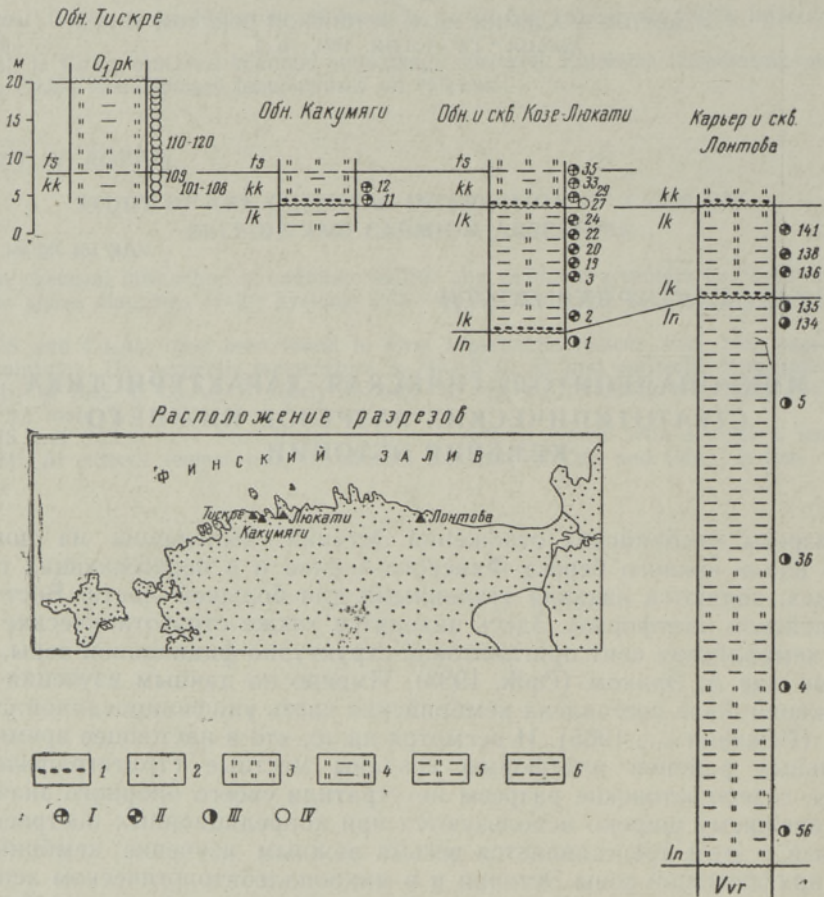 Обн. Тискре
O₁pk
м
20
15
10
5
0
ts
kk
110-120
109
101-108
Обн. Какумяги
ts
kk
lk
12
11
Обн. и скв. Козе-Люкати
ts
kk
lk
lk
ln
35
33
29
27
24
22
20
19
3
2
1
Карьер и скв.
Лонтова
kk
lk
lk
ln
141
138
136
135
134
5
36
4
56
ln
Vvr
Расположение разрезов
ФИНСКИЙ ЗАЛИВ
Тискре
Люкати
Какумяги
Лонтова
1 2 3 4 5 6
I II III IV